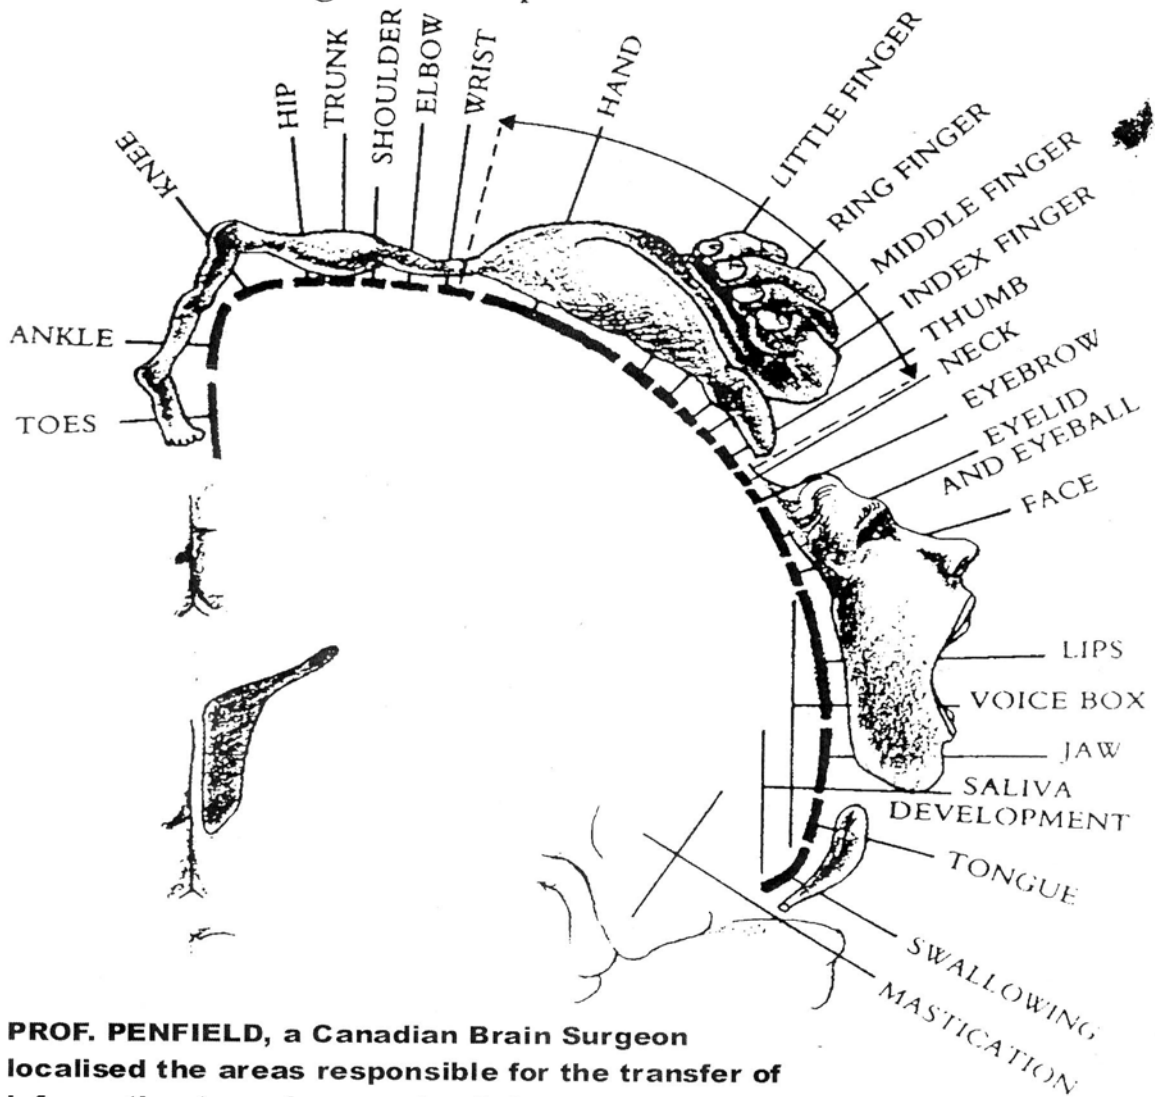 KNEE
HIP
TRUNK
SHOULDER
ELBOW
WRIST
HAND
LITTLE FINGER
RING FINGER
MIDDLE FINGER
INDEX FINGER
THUMB
NECK
EYEBROW
EYELID
AND EYEBALL
FACE
ANKLE
TOES
LIPS
VOICE BOX
JAW
SALIVA
DEVELOPMENT
TONGUE
SWALLOWING
MASTICATION
PROF. PENFIELD, a Canadian Brain Surgeon
localised the areas responsible for the transfer of